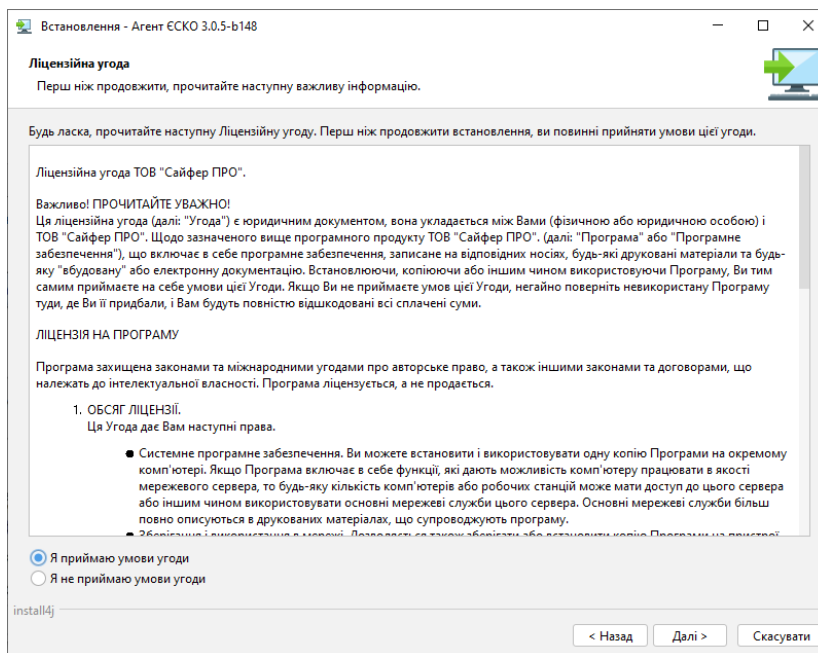 Встановлення - Агент ЄСКО 3.0.5-b148
Ліцензійна угода
Перш ніж продовжити, прочитайте наступну важливу інформацію.
Будь ласка, прочитайте наступну Ліцензійну угоду. Перш ніж продовжити встановлення, ви повинні прийняти умови цієї угоди.
Ліцензійна угода ТОВ "Сайфер ПРО".
Важливо! ПРОЧИТАЙТЕ УВАЖНО!
Ця ліцензійна угода (далі: "Угода") є юридичним документом, вона укладається між Вами (фізичною або юридичною особою) і
ТОВ "Сайфер ПРО". Щодо зазначеного вище програмного продукту ТОВ "Сайфер ПРО". (далі: "Програма" або "Програмне
забезпечення"), що включає в себе програмне забезпечення, записане на відповідних носіях, будь-які друковані матеріали та будь-
яку "вбудовану" або електронну документацію. Встановлюючи, копіюючи або іншим чином використовуючи Програму, Ви тим
самим приймаєте на себе умови цієї Угоди. Якщо Ви не приймаєте умов цієї Угоди, негайно поверніть невикористану Програму
туди, де Ви її придбали, і Вам будуть повністю відшкодовані всі сплачені суми.
ЛІЦЕНЗІЯ НА ПРОГРАМУ
Програма захищена законами та міжнародними угодами про авторське право, а також іншими законами та договорами, що
належать до інтелектуальної власності. Програма ліцензується, а не продається.
1. ОБСЯГ ЛІЦЕНЗІЇ.
Ця Угода дає Вам наступні права.
● Системне програмне забезпечення. Ви можете встановити і використовувати одну копію Програми на окремому
комп'ютері. Якщо Програма включає в себе функції, які дають можливість комп'ютеру працювати в якості
мережевого сервера, то будь-яку кількість комп'ютерів або робочих станцій може мати доступ до цього сервера
або іншим чином використовувати основні мережеві служби цього сервера. Основні мережеві служби більш
повно описуються в друкованих матеріалах, що супроводжують програму.
● Зберігання і використання в мережі. Дозволяється також зберігати або встановити копію Програми на пристрої
Я приймаю умови угоди
Я не приймаю умови угоди
install4j
< Назад
Далі >
Скасувати